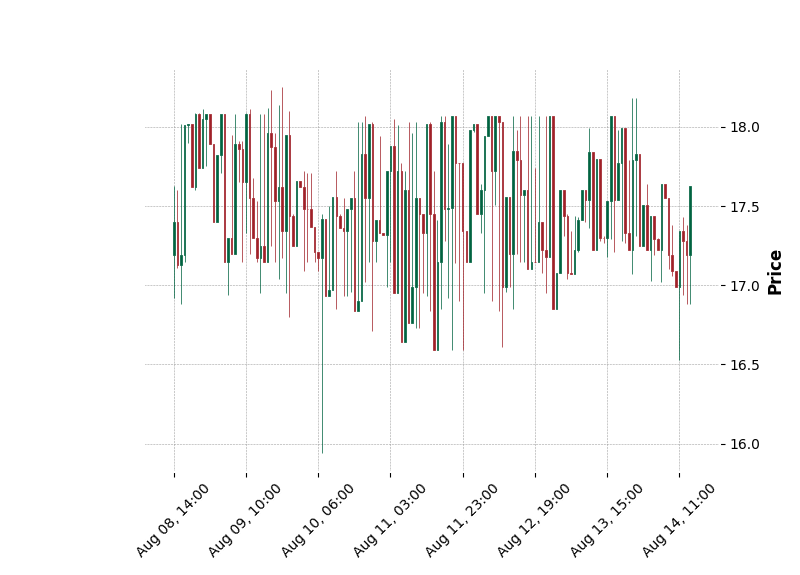 18.0
17.5
17.0
16.5
16.0
Price
Aug 08, 14:00
Aug 09, 10:00
Aug 10, 06:00
Aug 11, 03:00
Aug 11, 23:00
Aug 12, 19:00
Aug 13, 15:00
Aug 14, 11:00